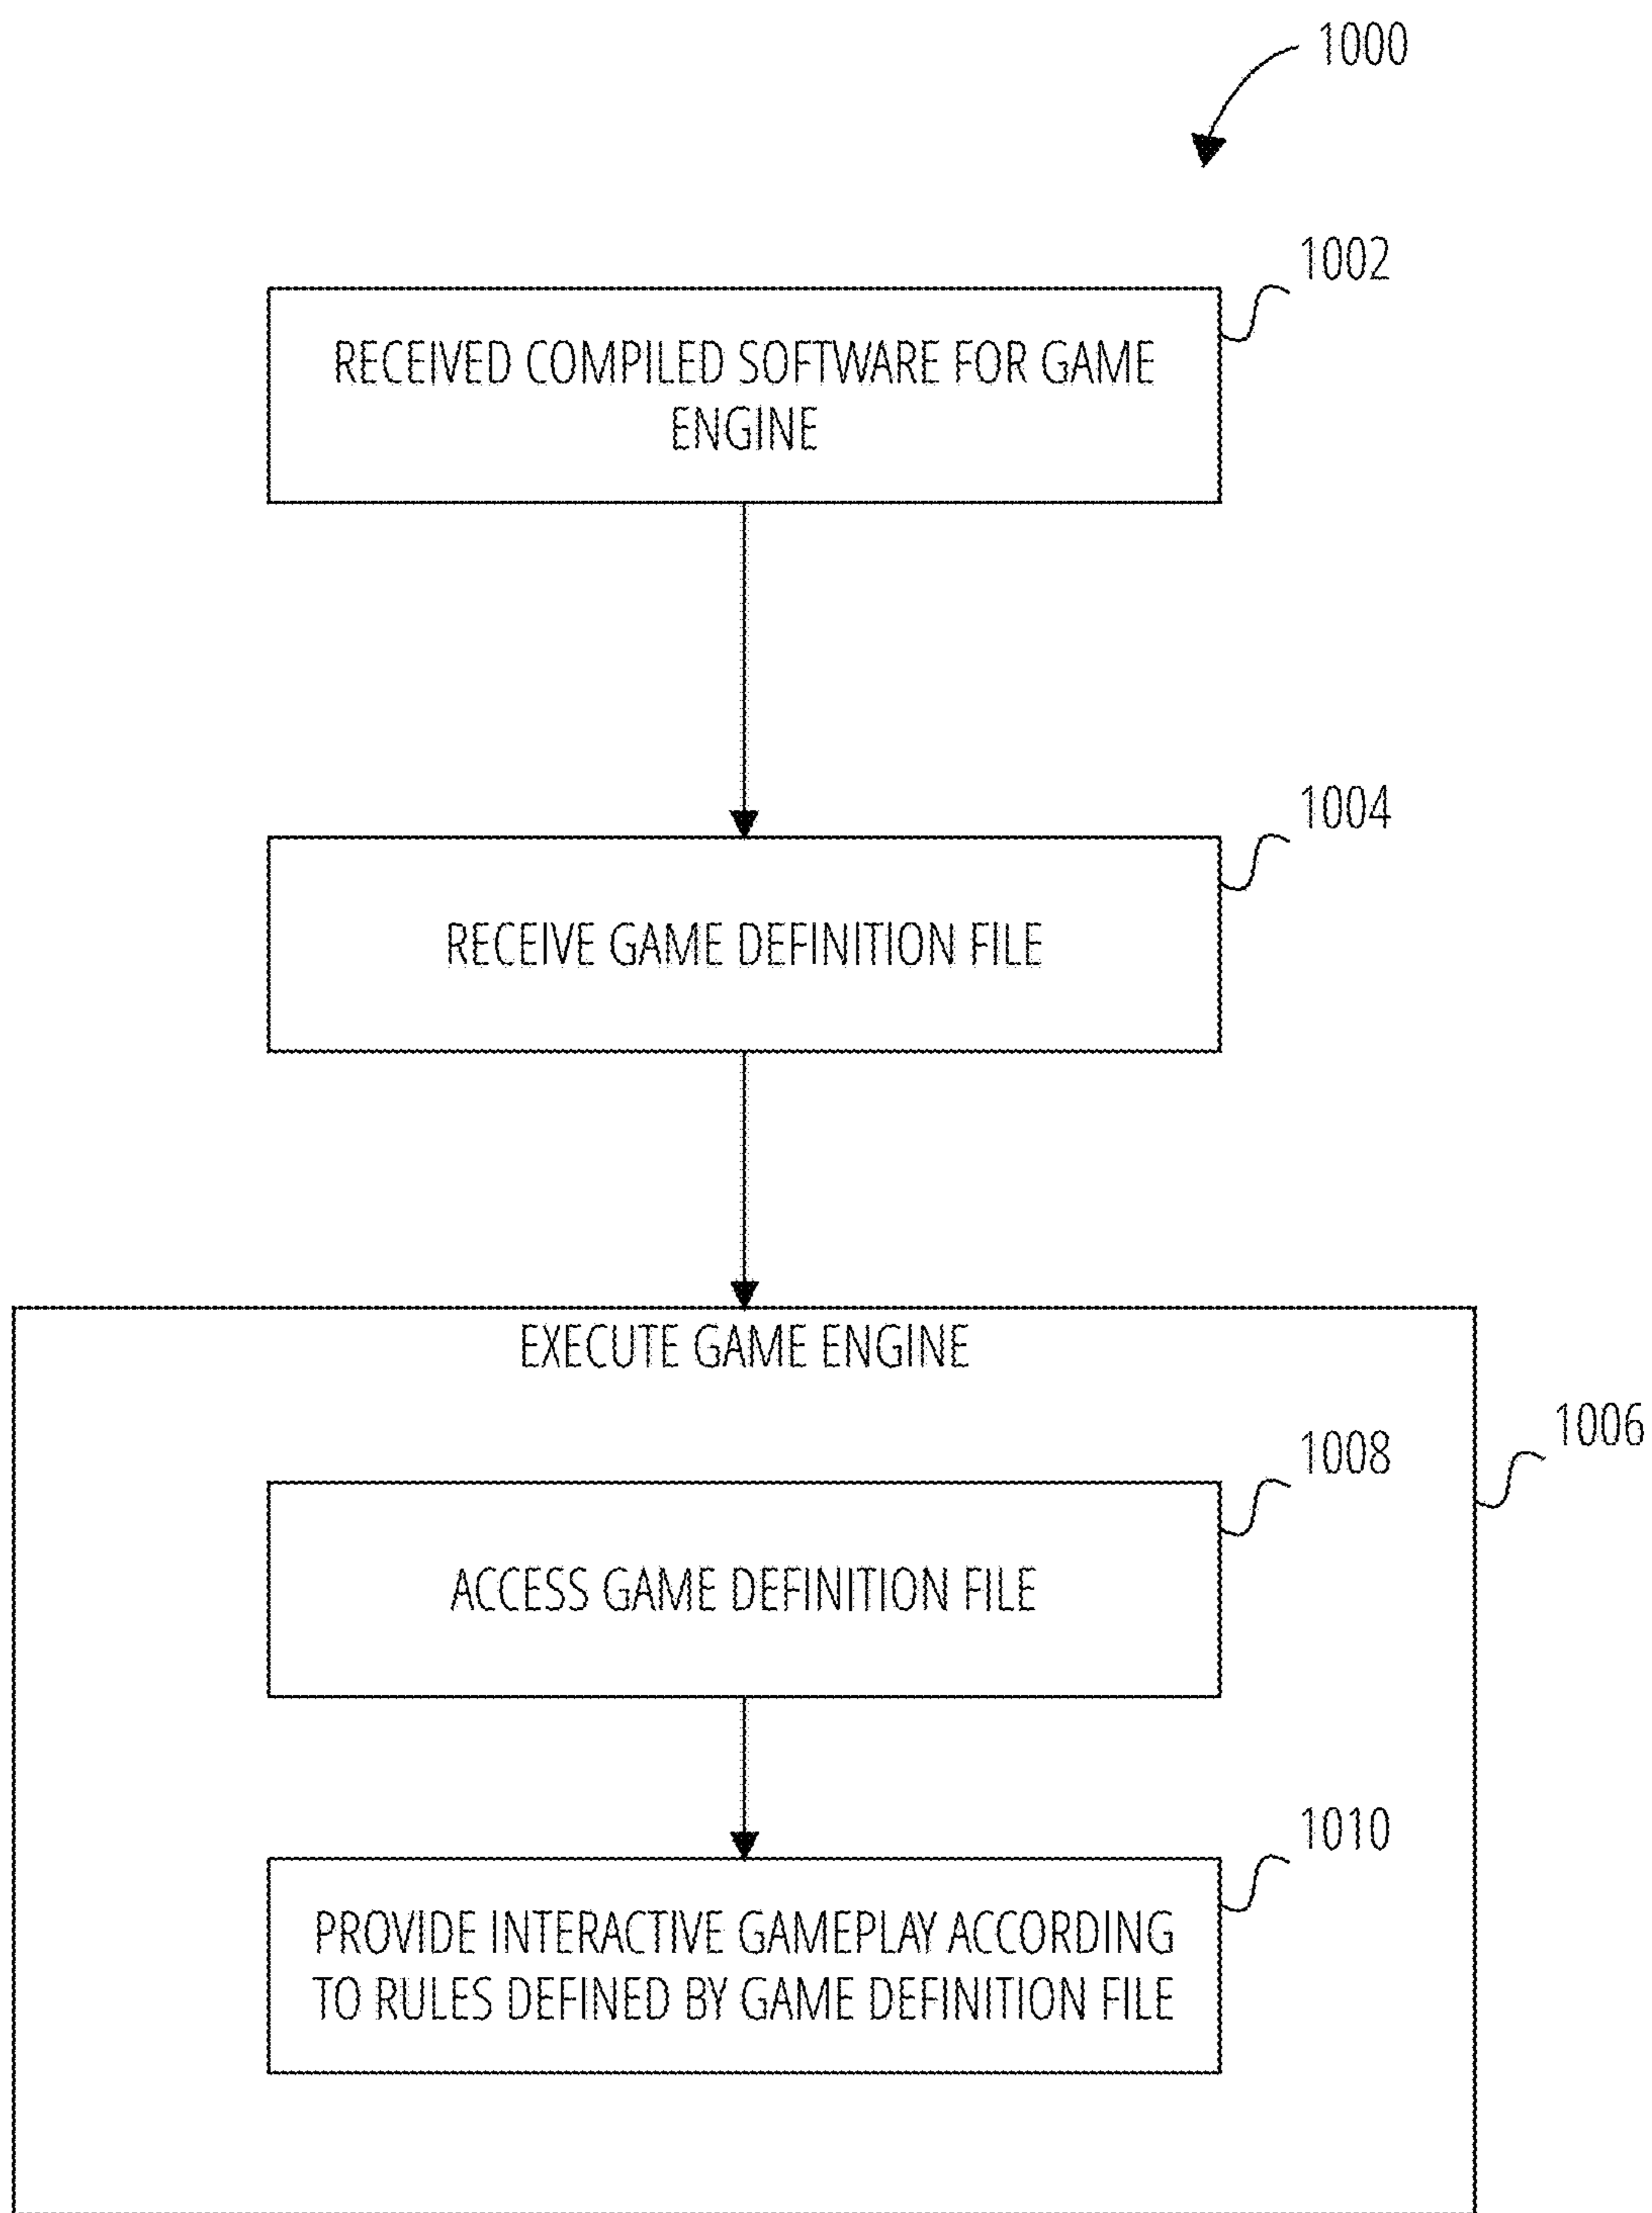 1000
1002
RECEIVED COMPILED SOFTWARE FOR GAME
ENGINE
1004
RECEIVE GAME DEFINITION FILE
EXECUTE GAME ENGINE
1006
1008
ACCESS GAME DEFINITION FILE
1010
PROVIDE INTERACTIVE GAMEPLAY ACCORDING
TO RULES DEFINED BY GAME DEFINITION FILE